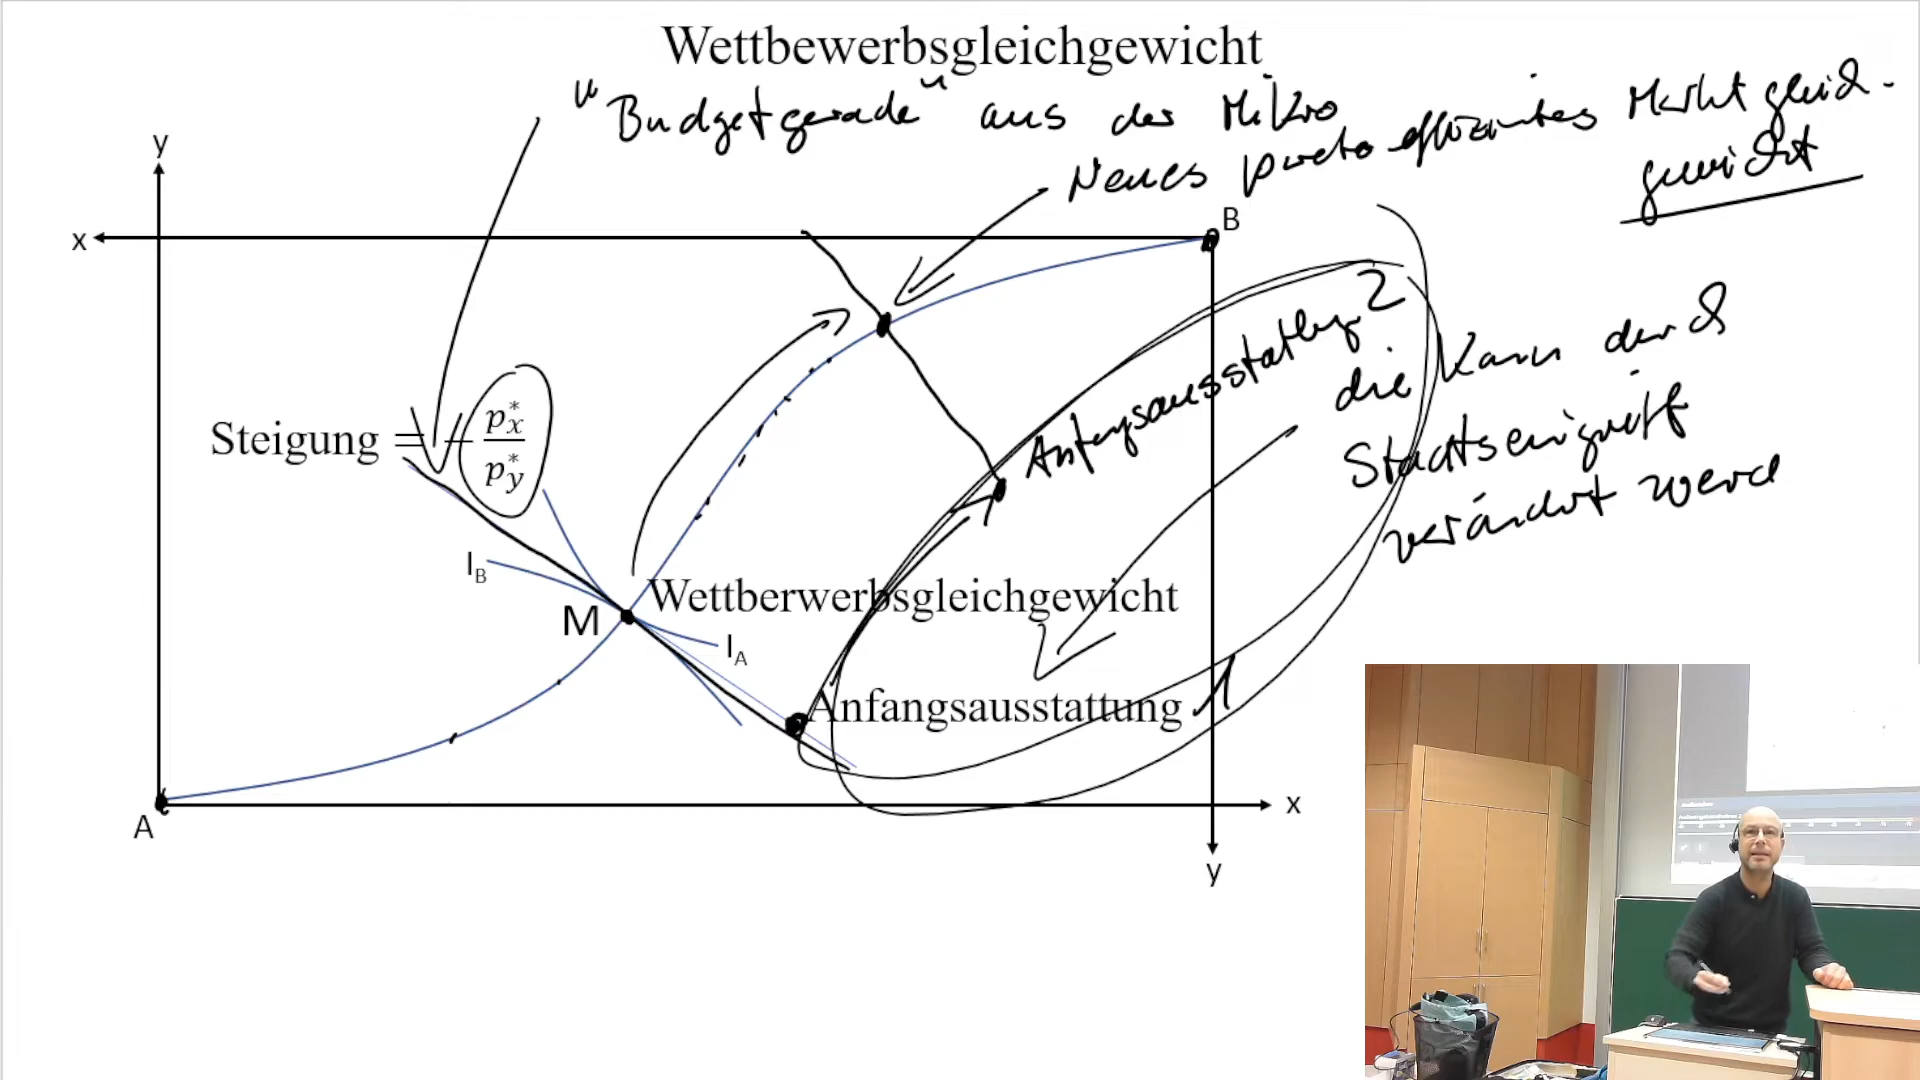 Wettbewerbsgleichgewicht
"Budgetgerade" aus der Mikro
Neues pareto-effizientes Marktgleich-
gewicht
y
x
B
Anfangsausstattung 2
die kann durch
Staatseingriff
verändert werd
Steigung = - p*x / p*y
IB
Wettberwerbsgleichgewicht
M
IA
Anfangsausstattung 1
A
x
y